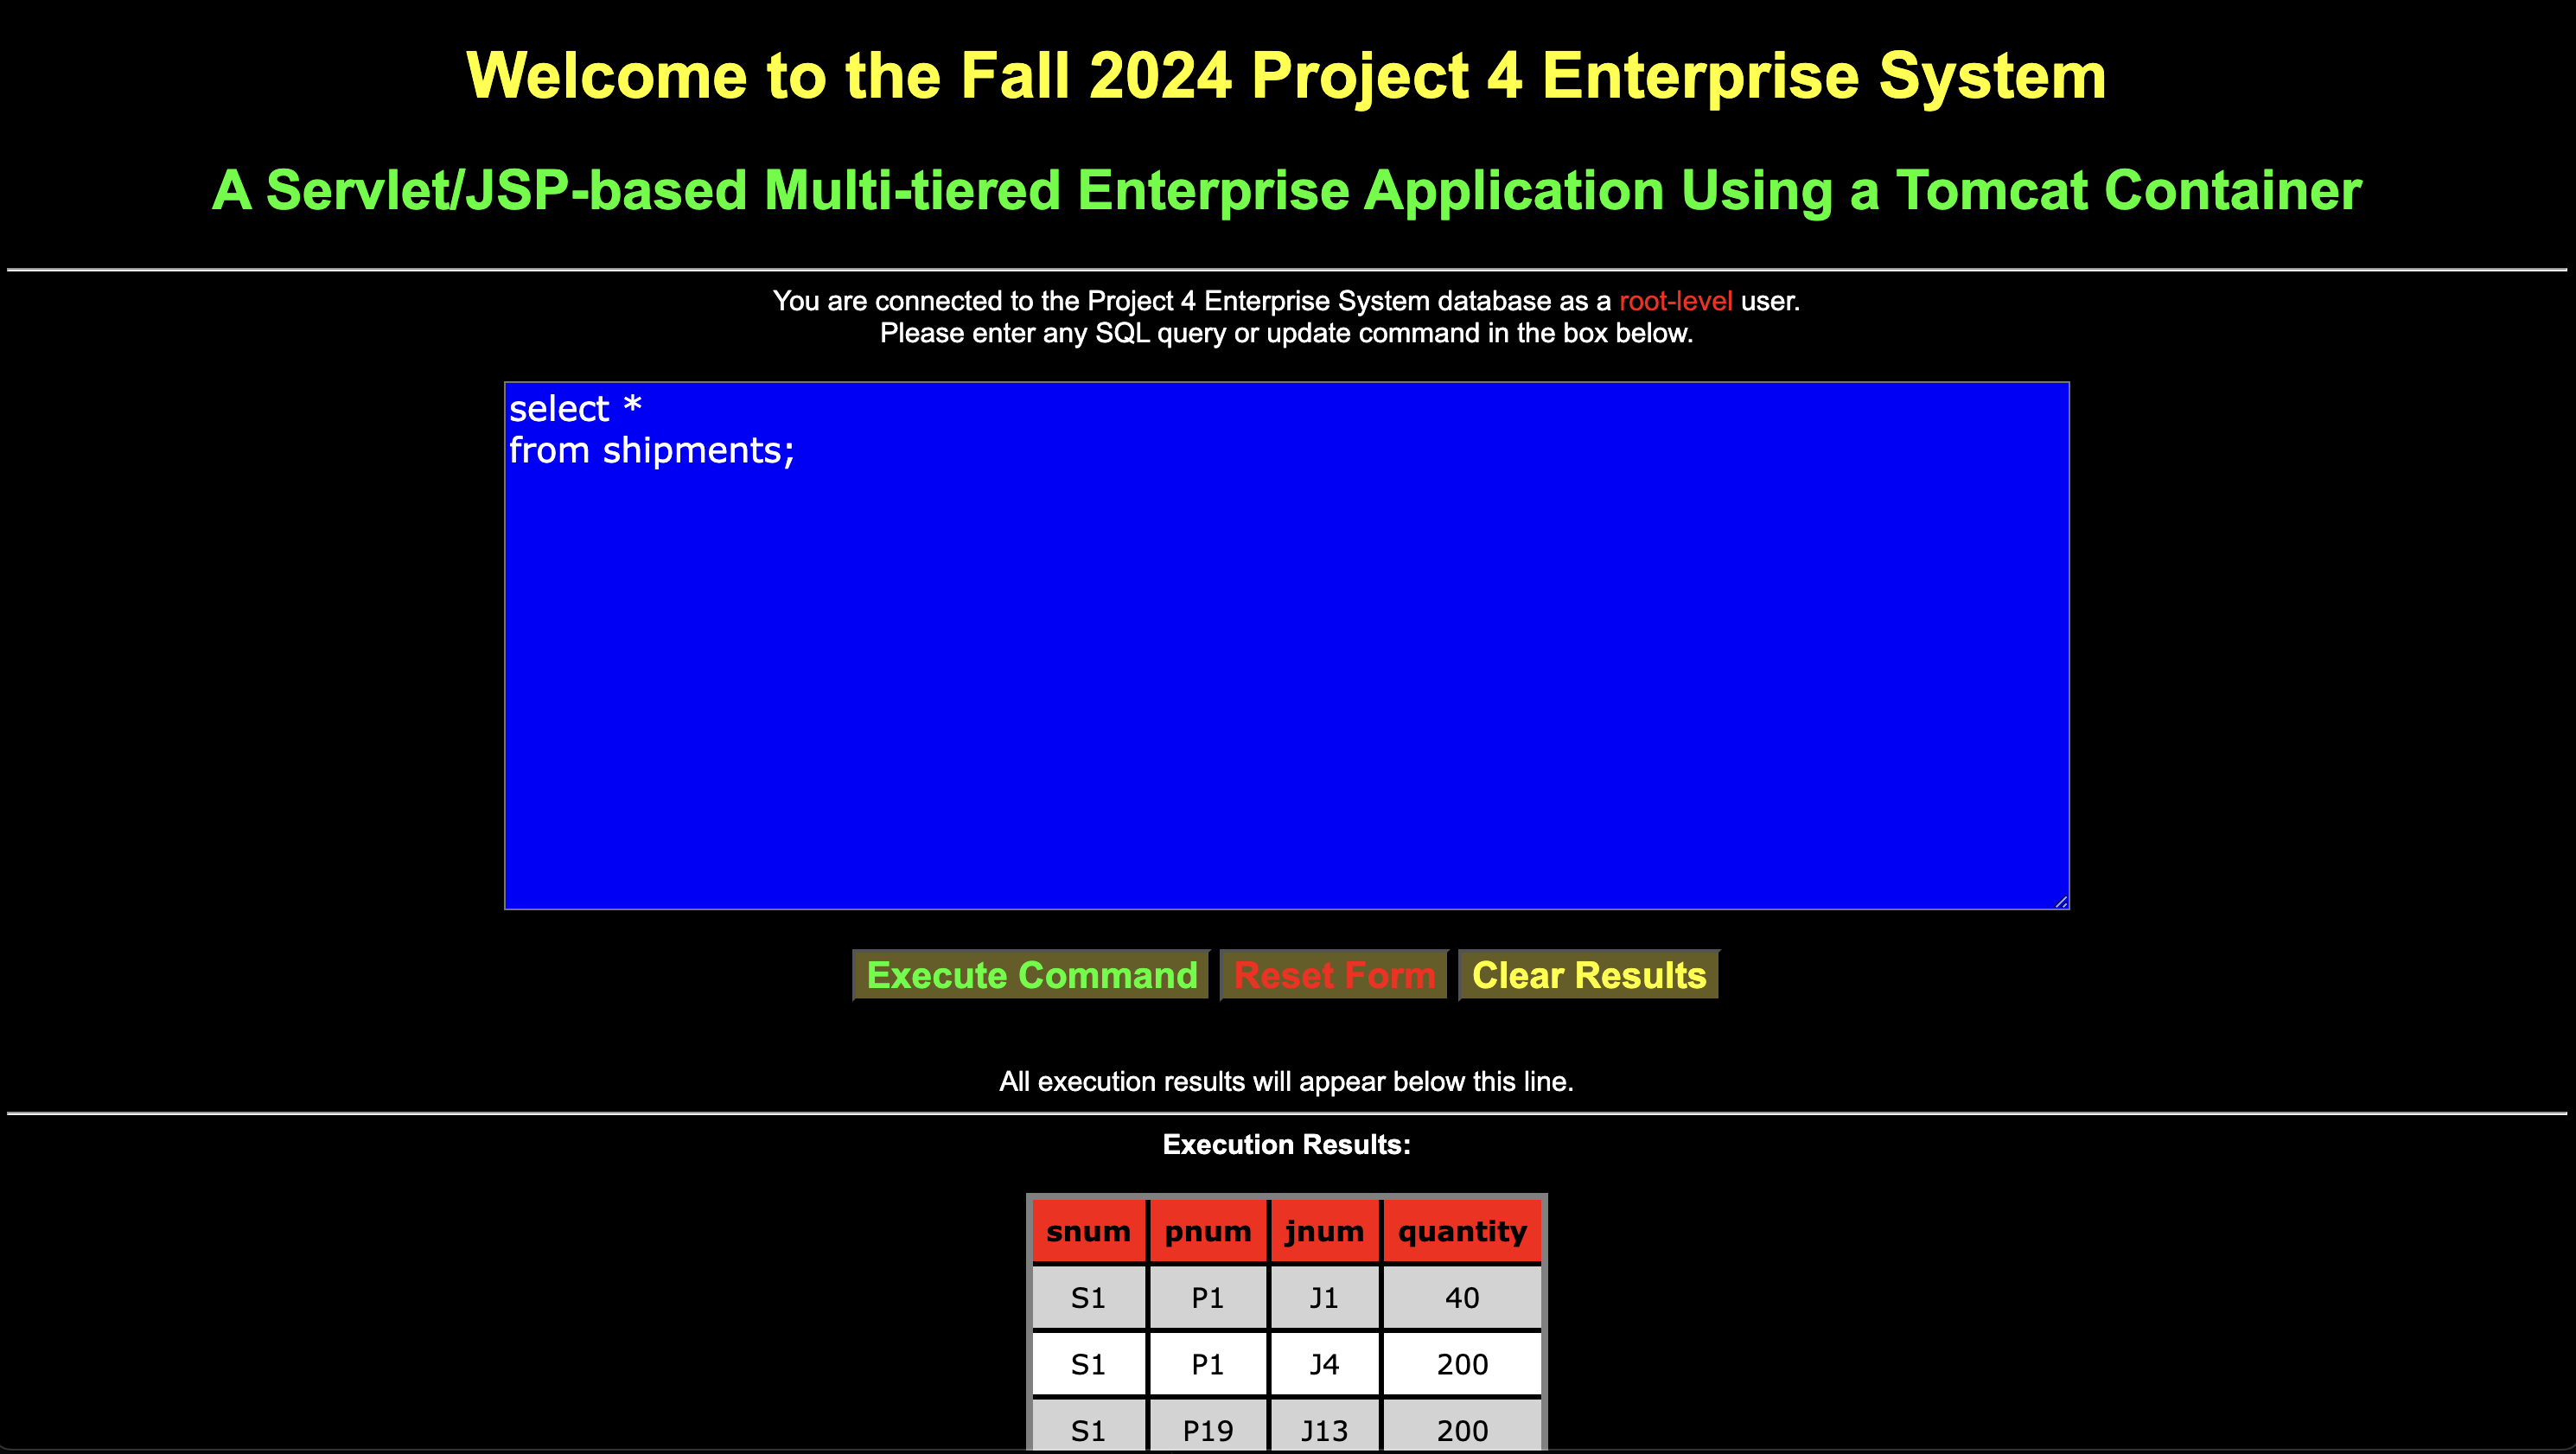 Welcome to the Fall 2024 Project 4 Enterprise System
A Servlet/JSP-based Multi-tiered Enterprise Application Using a Tomcat Container
You are connected to the Project 4 Enterprise System database as a root-level user.
Please enter any SQL query or update command in the box below.
select *
from shipments;
Execute Command Reset Form Clear Results
All execution results will appear below this line.
Execution Results:
snum pnum jnum quantity
S1 P1 J1 40
S1 P1 J4 200
S1 P19 J13 200